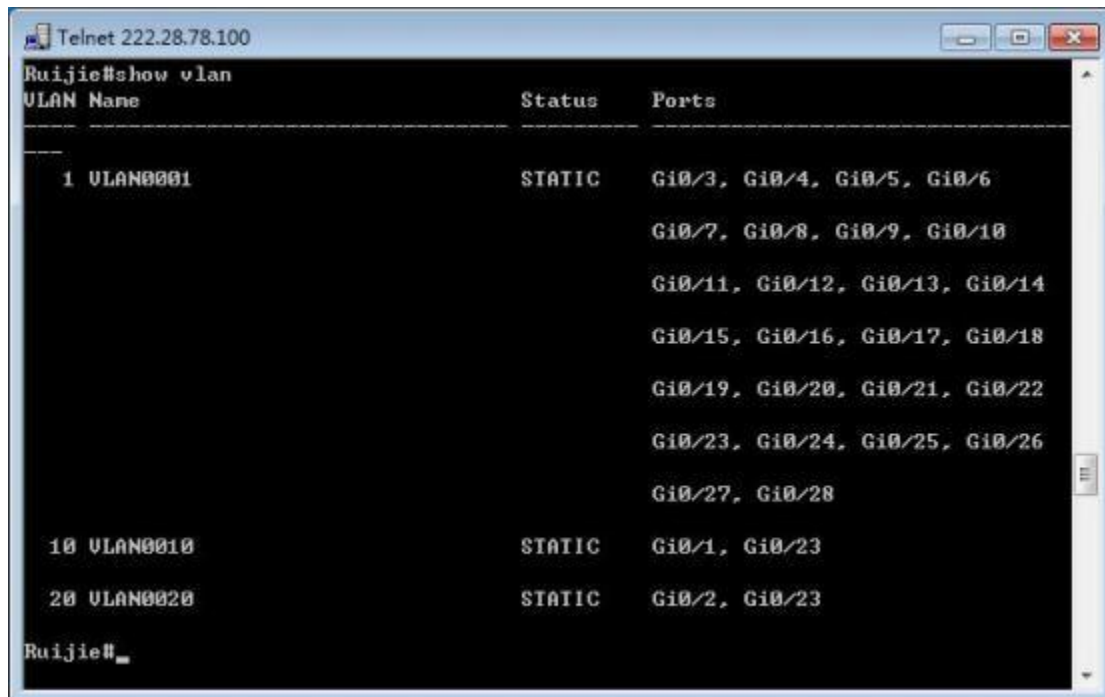 Telnet 222.28.78.100
Ruijie#show vlan
VLAN Name Status Ports
---- -------------------------------- --------- -----------------------------------
1 VLAN0001 STATIC Gi0/3, Gi0/4, Gi0/5, Gi0/6
Gi0/7, Gi0/8, Gi0/9, Gi0/10
Gi0/11, Gi0/12, Gi0/13, Gi0/14
Gi0/15, Gi0/16, Gi0/17, Gi0/18
Gi0/19, Gi0/20, Gi0/21, Gi0/22
Gi0/23, Gi0/24, Gi0/25, Gi0/26
Gi0/27, Gi0/28
10 VLAN0010 STATIC Gi0/1, Gi0/23
20 VLAN0020 STATIC Gi0/2, Gi0/23
Ruijie#_